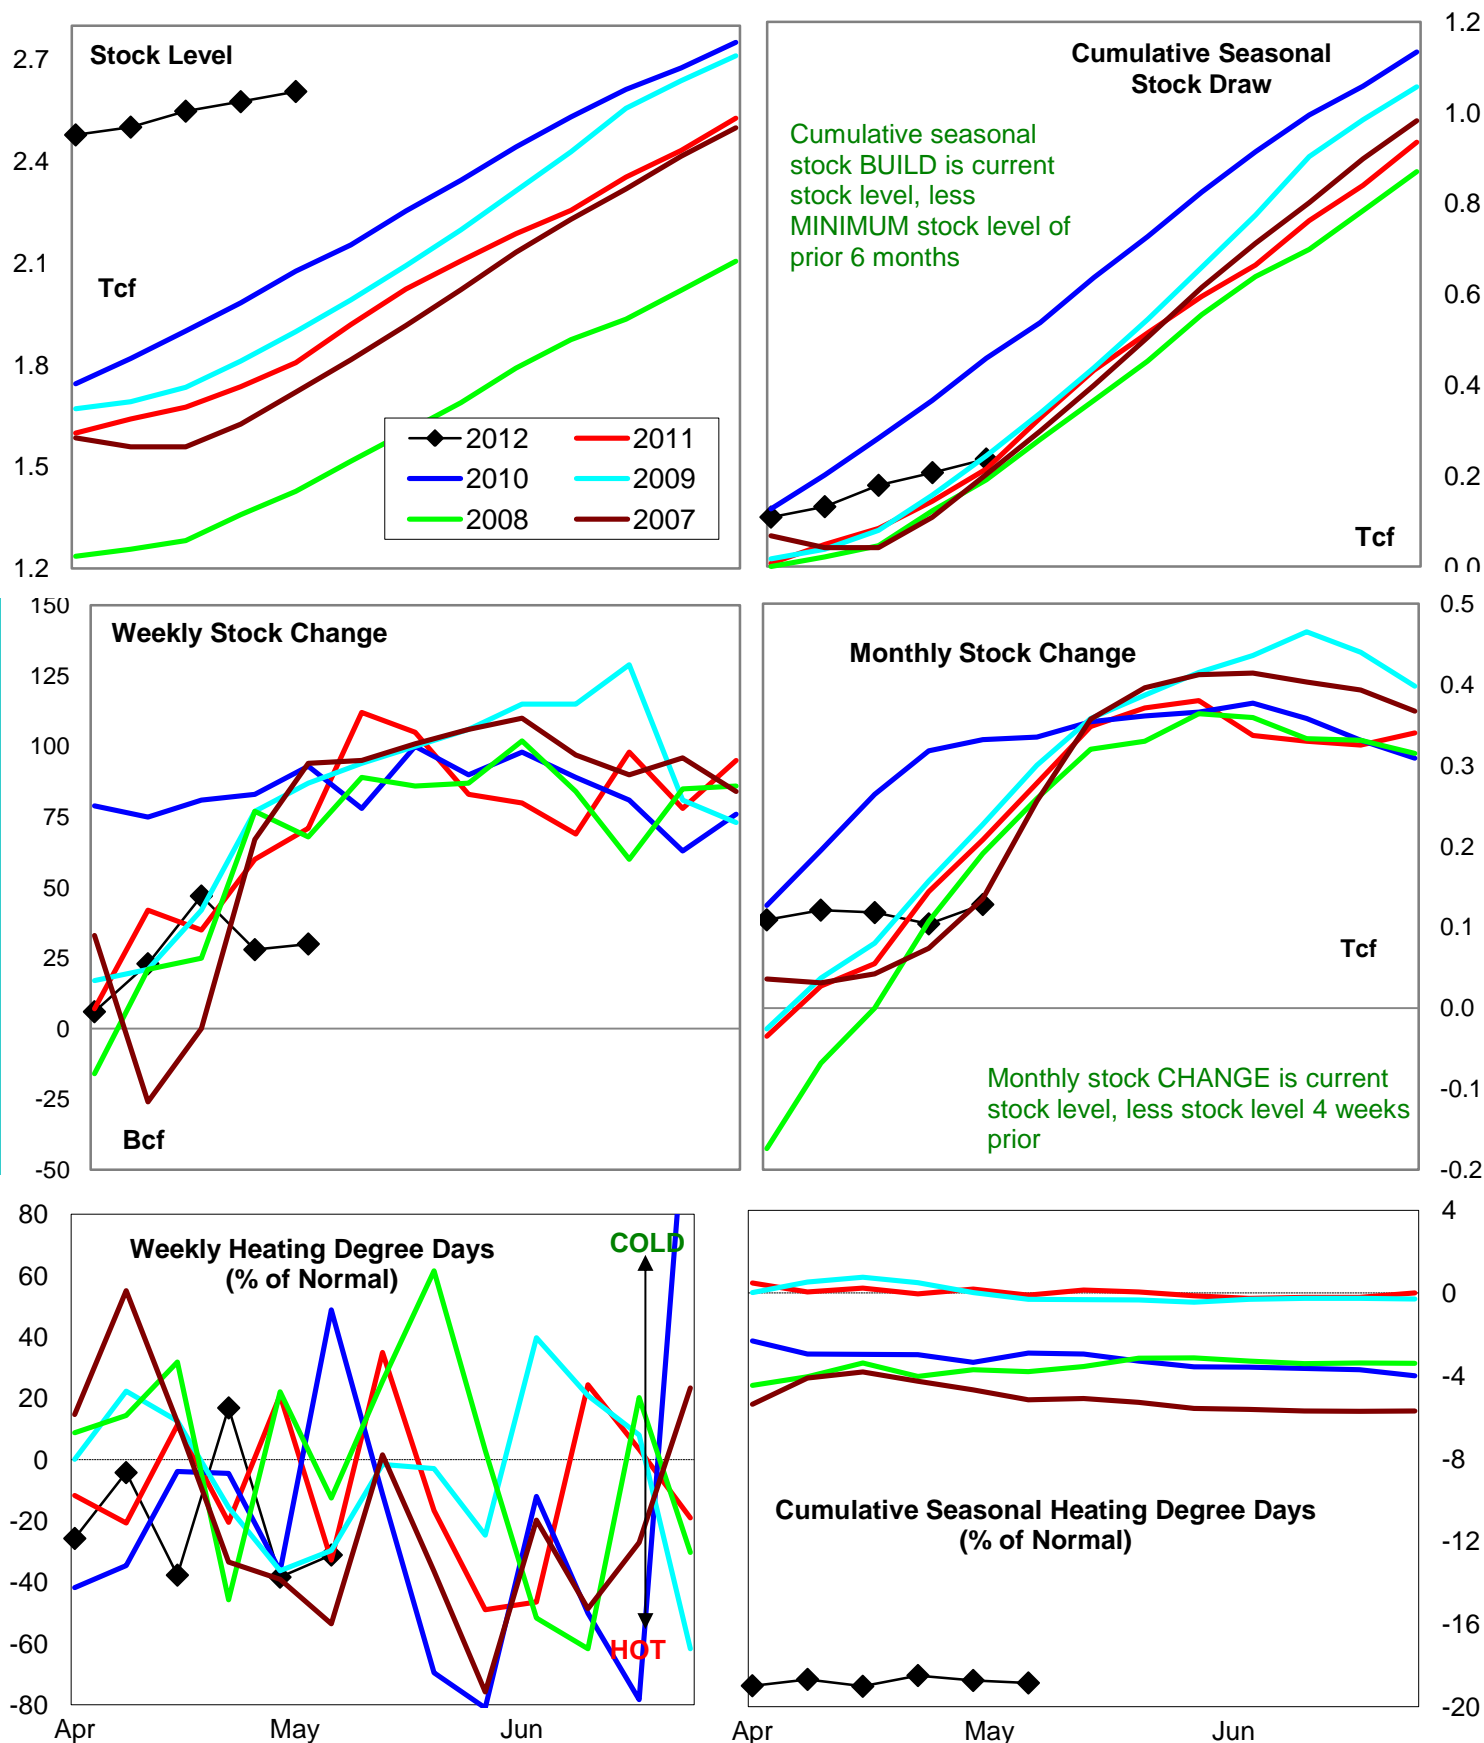 Stock Level
2.7
2.4
2.1
1.8
1.5
1.2
Tcf
2012
2011
2010
2009
2008
2007
Cumulative Seasonal
Stock Draw
Cumulative seasonal
stock BUILD is current
stock level, less
MINIMUM stock level of
prior 6 months
Tcf
1.2
1.0
0.8
0.6
0.4
0.2
0.0
Weekly Stock Change
150
125
100
75
50
25
0
-25
-50
Bcf
Monthly Stock Change
0.5
0.4
0.3
0.2
0.1
0.0
-0.1
-0.2
Tcf
Monthly stock CHANGE is current
stock level, less stock level 4 weeks
prior
Weekly Heating Degree Days
(% of Normal)
COLD
HOT
80
60
40
20
0
-20
-40
-60
-80
Apr
May
Jun
Cumulative Seasonal Heating Degree Days
(% of Normal)
4
0
-4
-8
-12
-16
-20
Apr
May
Jun